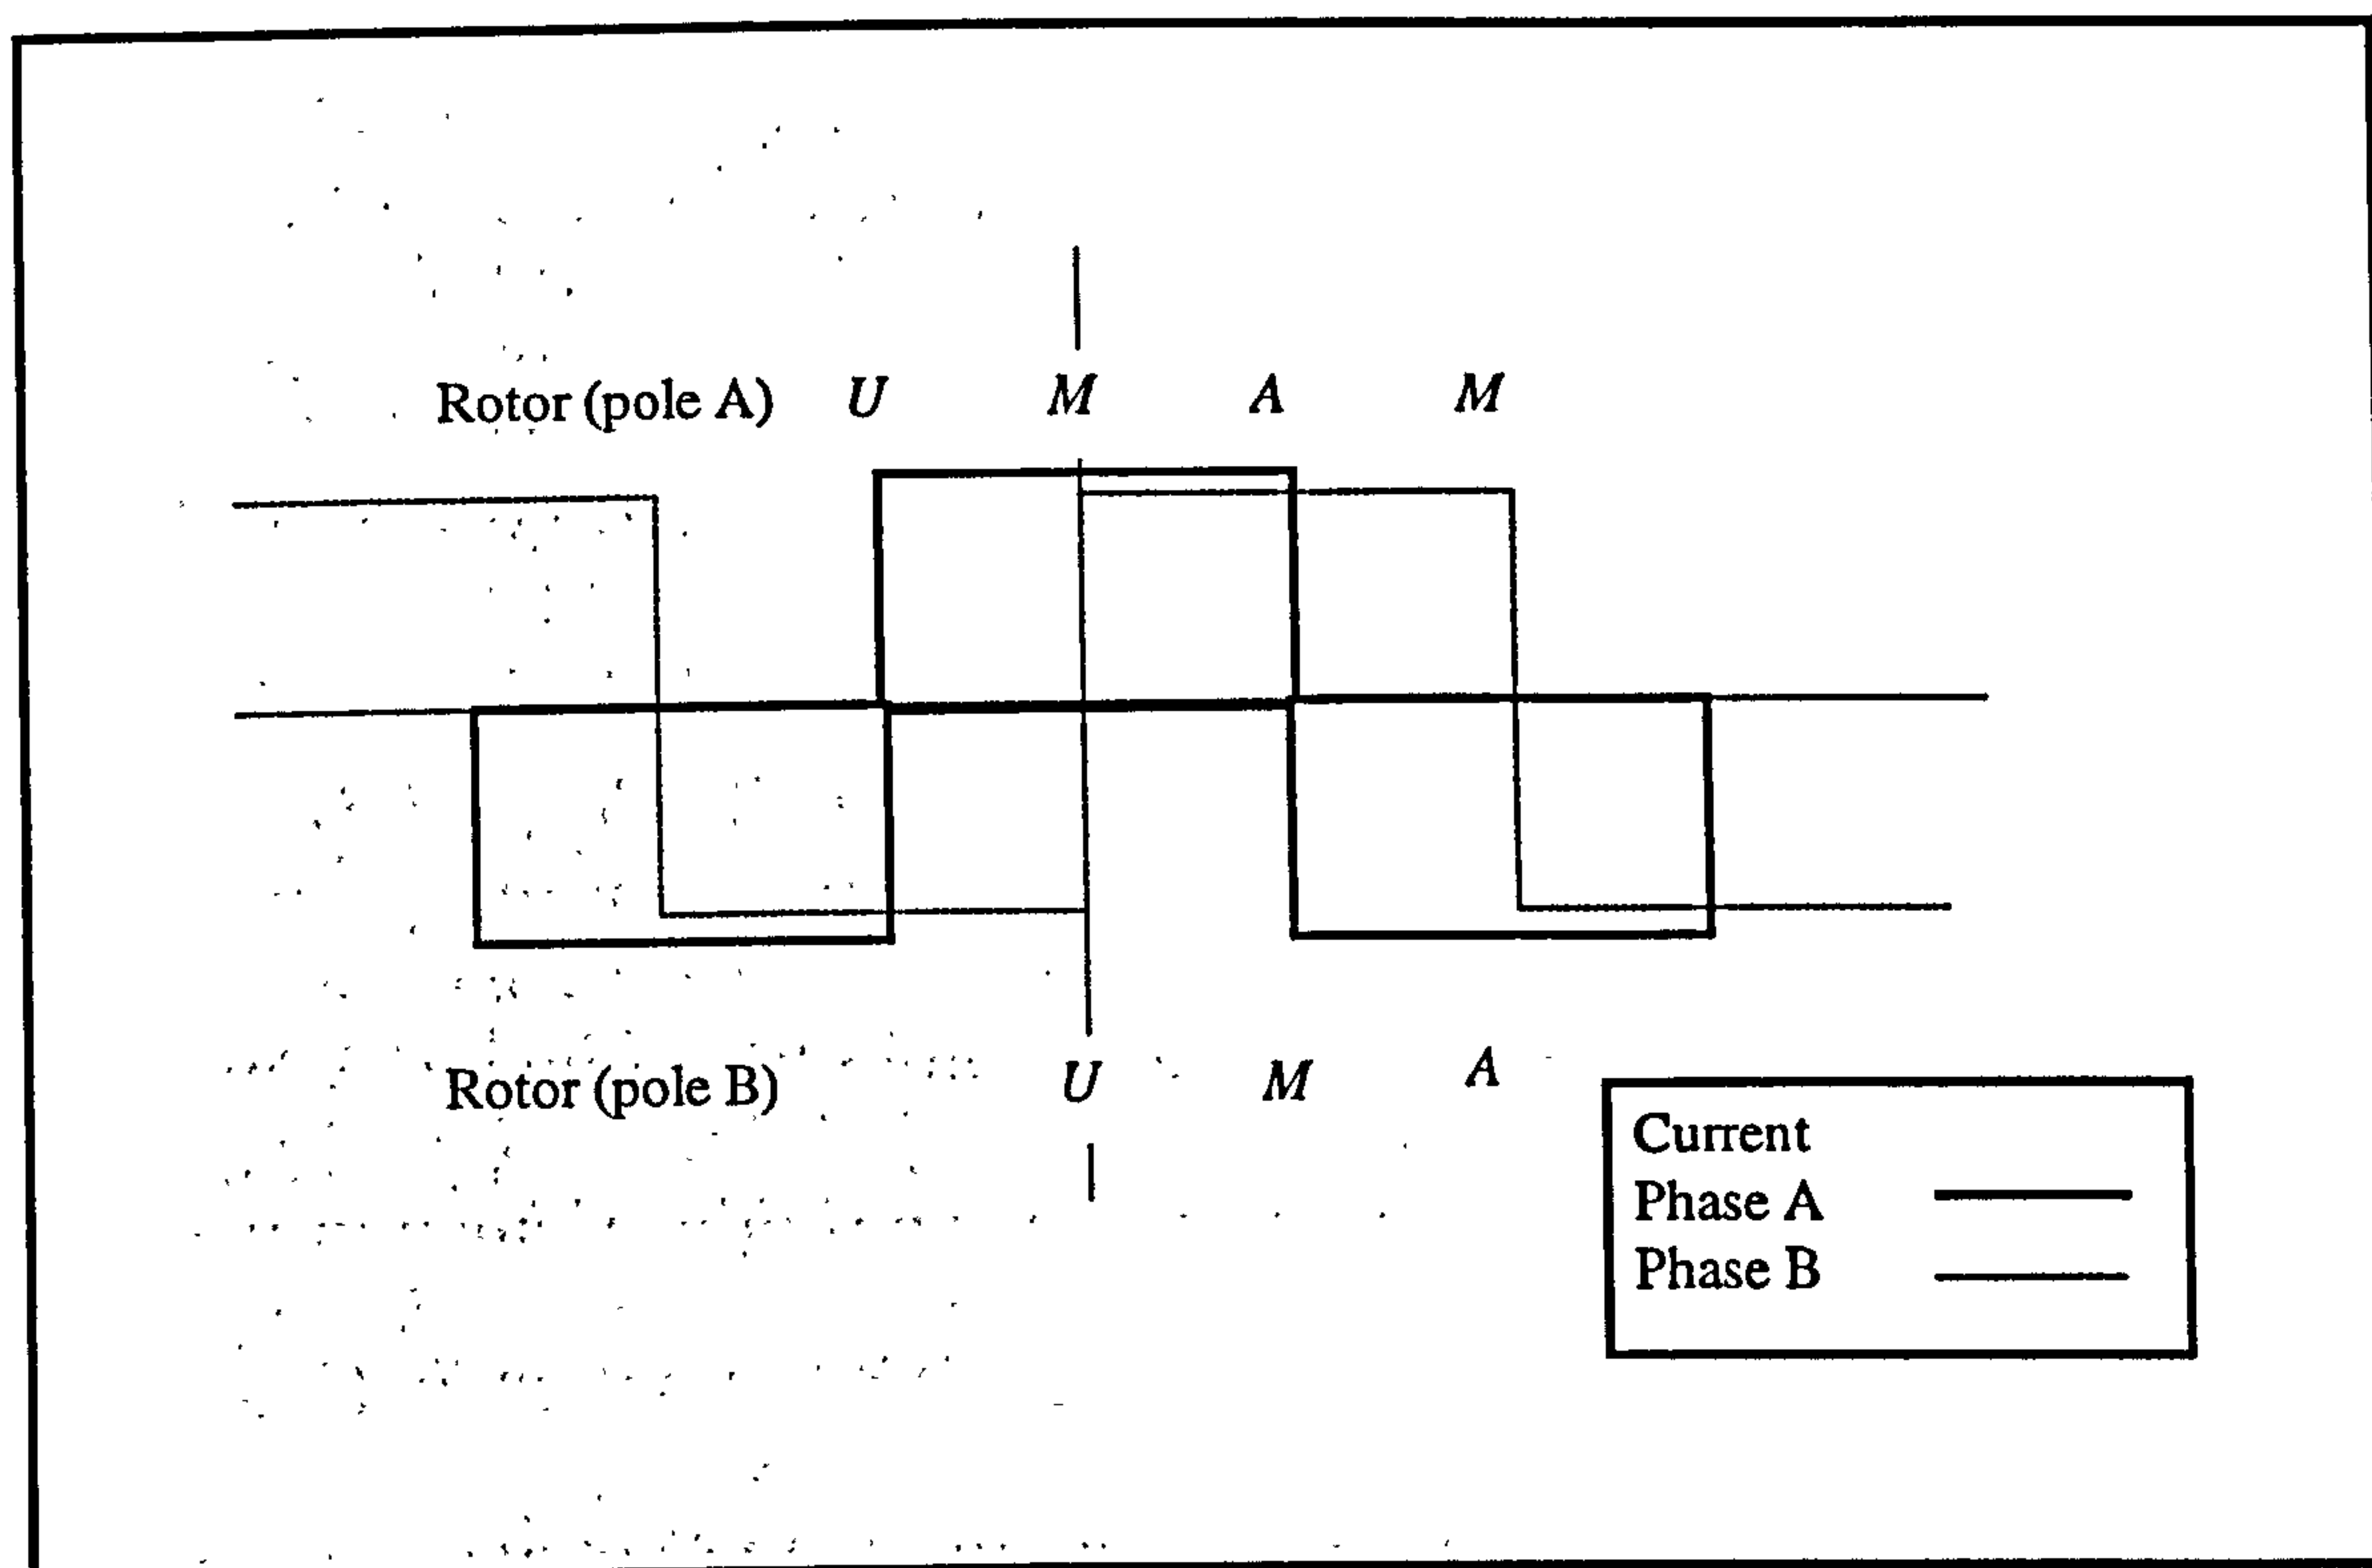 Rotor (pole A) U M A M
Rotor (pole B) U M A
Current
Phase A
Phase B